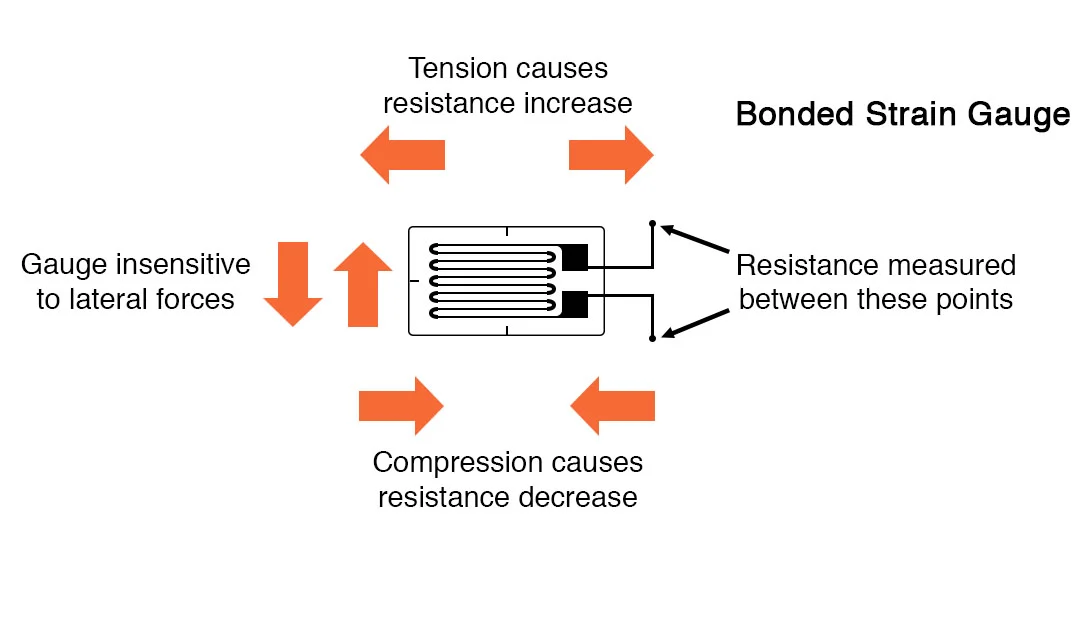 Tension causes
resistance increase
Bonded Strain Gauge
Gauge insensitive
to lateral forces
Resistance measured
between these points
Compression causes
resistance decrease